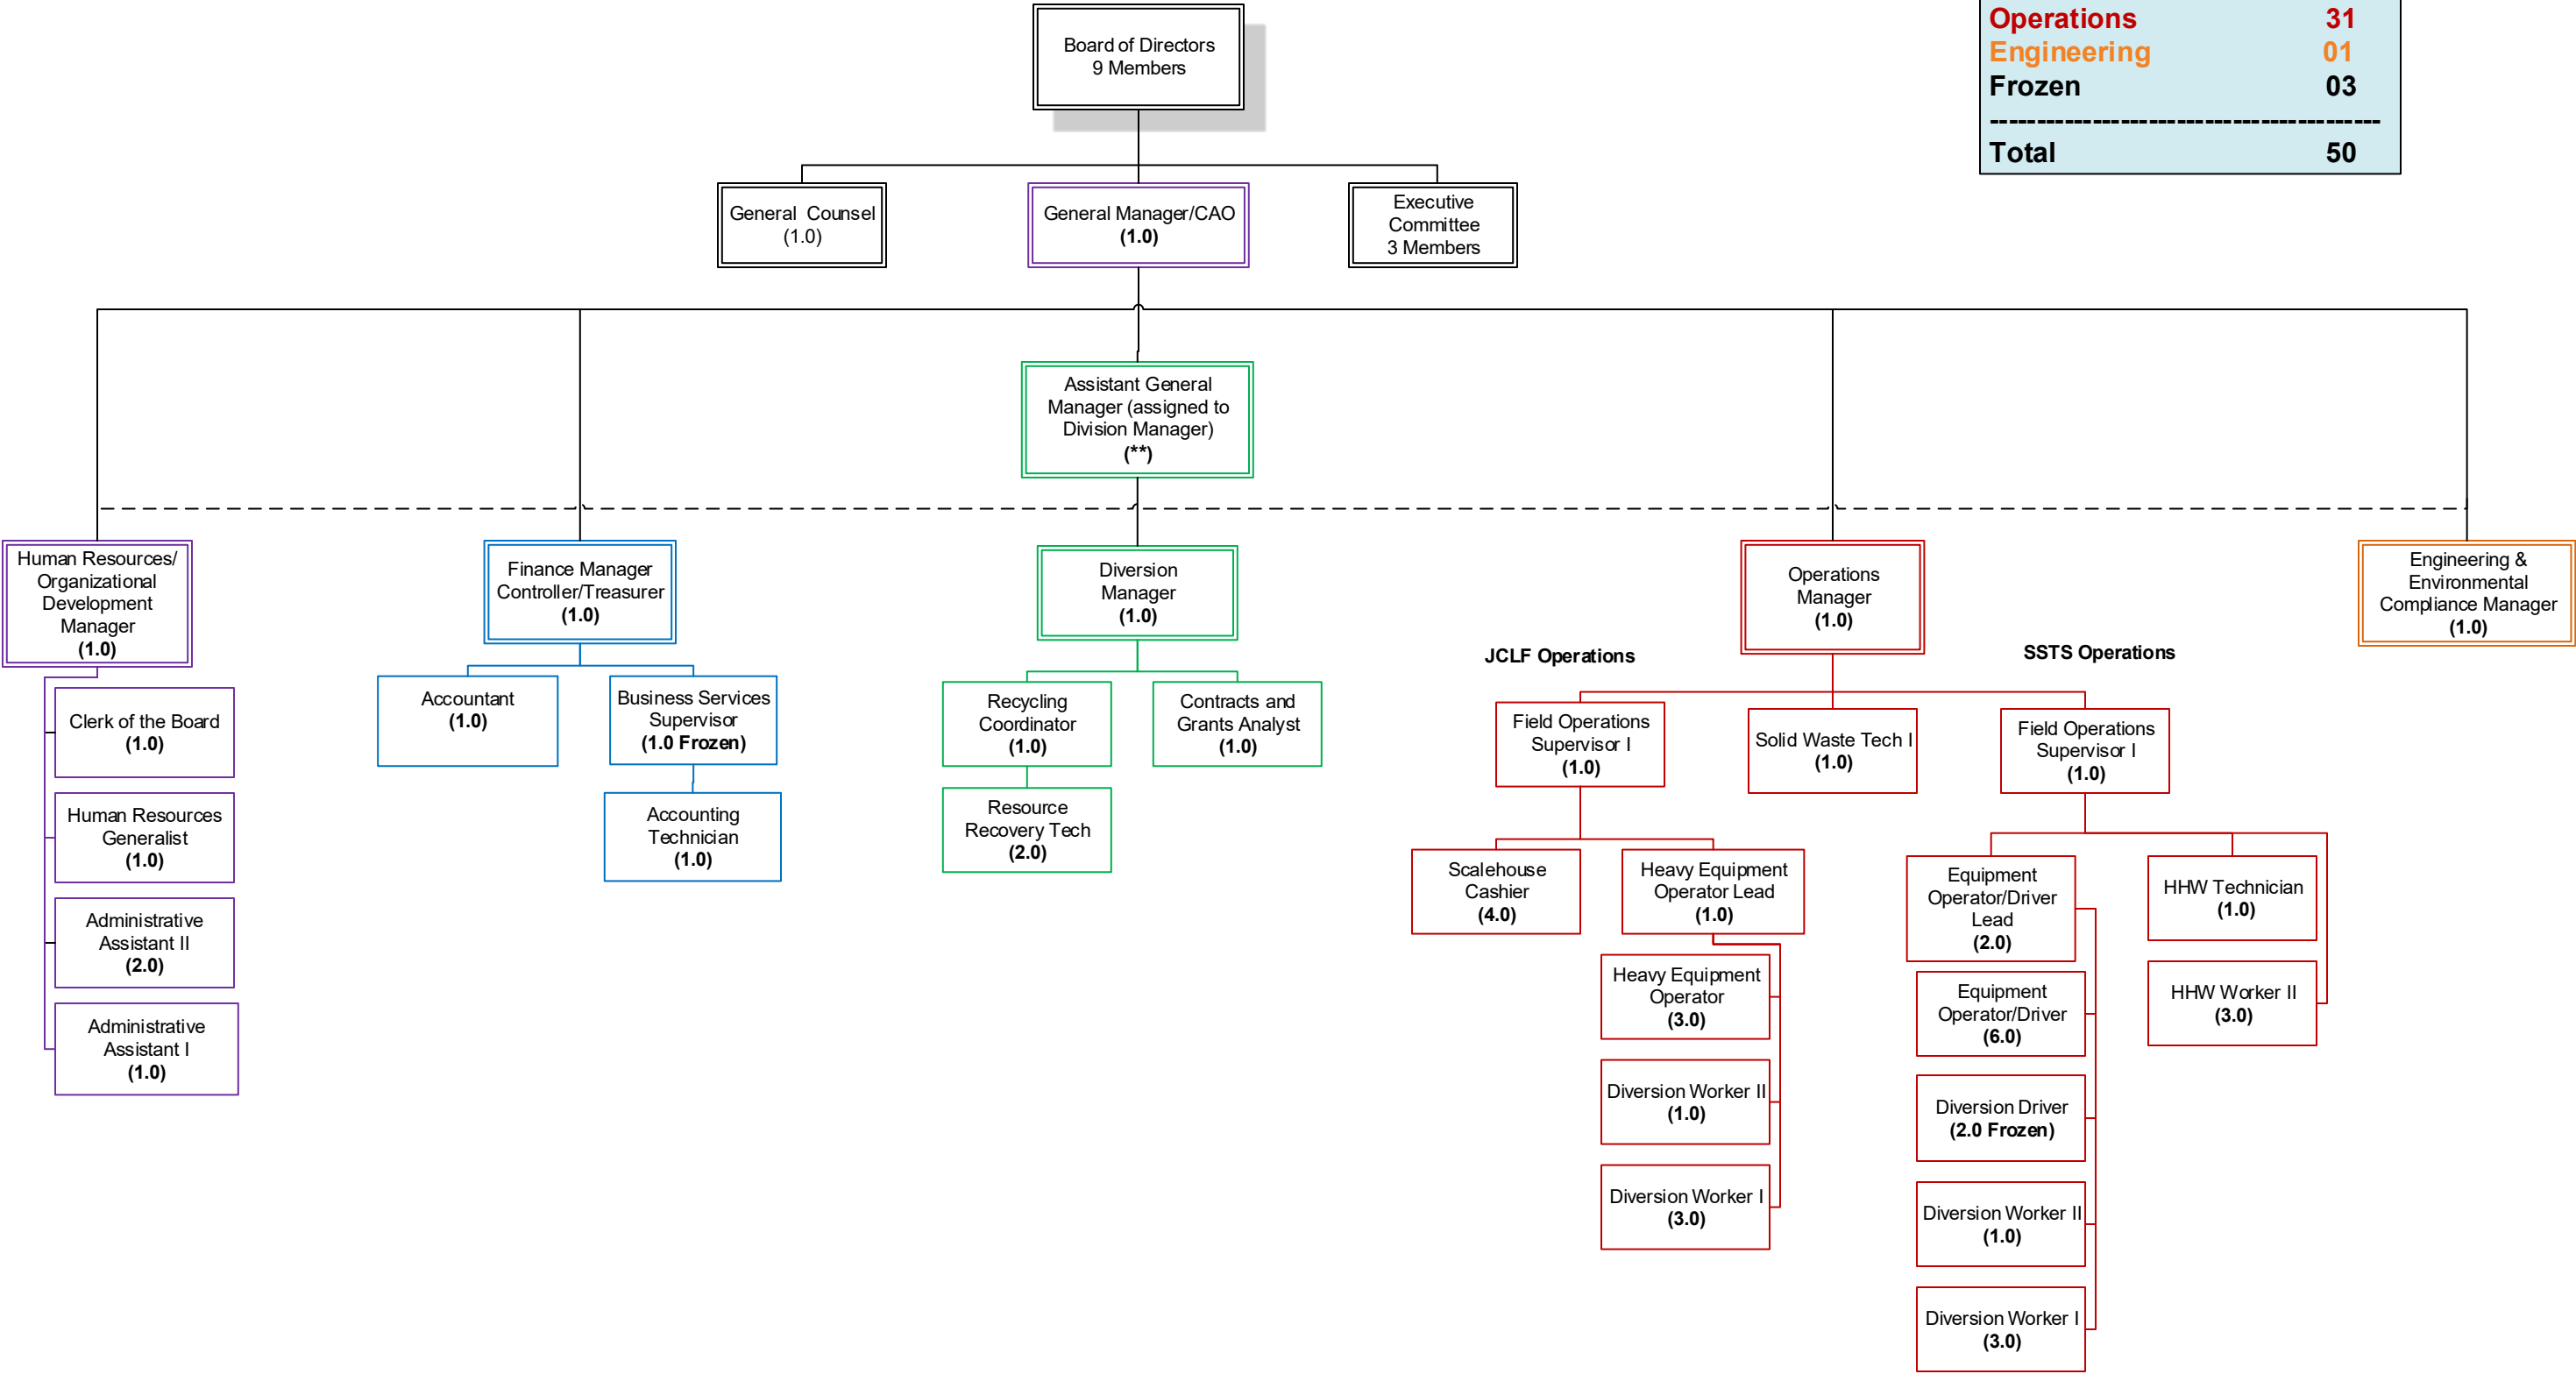 Operations 31
Engineering 01
Frozen 03
-----------------------------------------
Total 50
Board of Directors
9 Members
General Counsel
(1.0)
General Manager/CAO
(1.0)
Executive
Committee
3 Members
Assistant General
Manager (assigned to
Division Manager)
(**)
Human Resources/
Organizational
Development
Manager
(1.0)
Finance Manager
Controller/Treasurer
(1.0)
Diversion
Manager
(1.0)
Operations
Manager
(1.0)
Engineering &
Environmental
Compliance Manager
(1.0)
JCLF Operations
SSTS Operations
Clerk of the Board
(1.0)
Human Resources
Generalist
(1.0)
Administrative
Assistant II
(2.0)
Administrative
Assistant I
(1.0)
Accountant
(1.0)
Business Services
Supervisor
(1.0 Frozen)
Accounting
Technician
(1.0)
Recycling
Coordinator
(1.0)
Contracts and
Grants Analyst
(1.0)
Resource
Recovery Tech
(2.0)
Field Operations
Supervisor I
(1.0)
Solid Waste Tech I
(1.0)
Field Operations
Supervisor I
(1.0)
Scalehouse
Cashier
(4.0)
Heavy Equipment
Operator Lead
(1.0)
Heavy Equipment
Operator
(3.0)
Diversion Worker II
(1.0)
Diversion Worker I
(3.0)
Equipment
Operator/Driver
Lead
(2.0)
HHW Technician
(1.0)
Equipment
Operator/Driver
(6.0)
HHW Worker II
(3.0)
Diversion Driver
(2.0 Frozen)
Diversion Worker II
(1.0)
Diversion Worker I
(3.0)